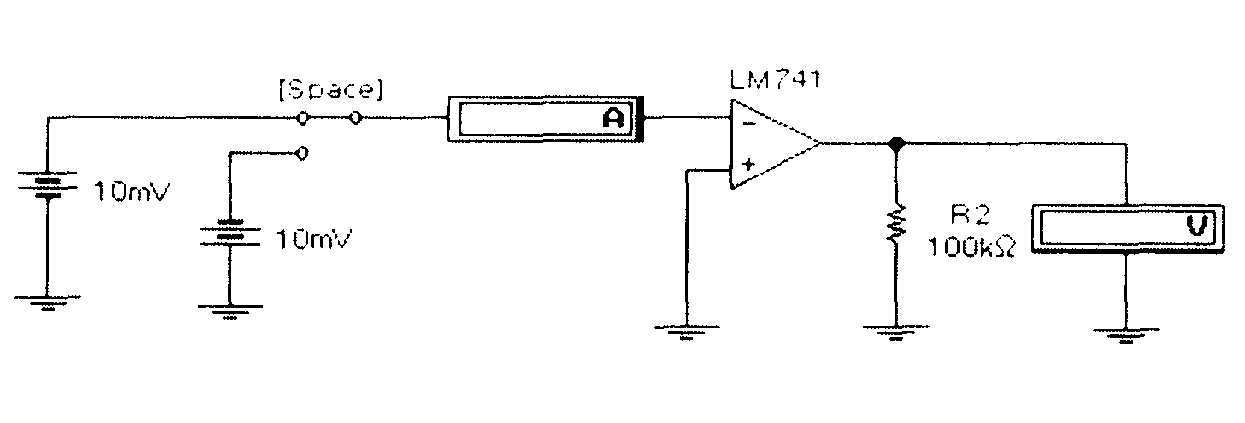 [Space]
LM741
A
−
+
10mV
10mV
R2
100kΩ
V